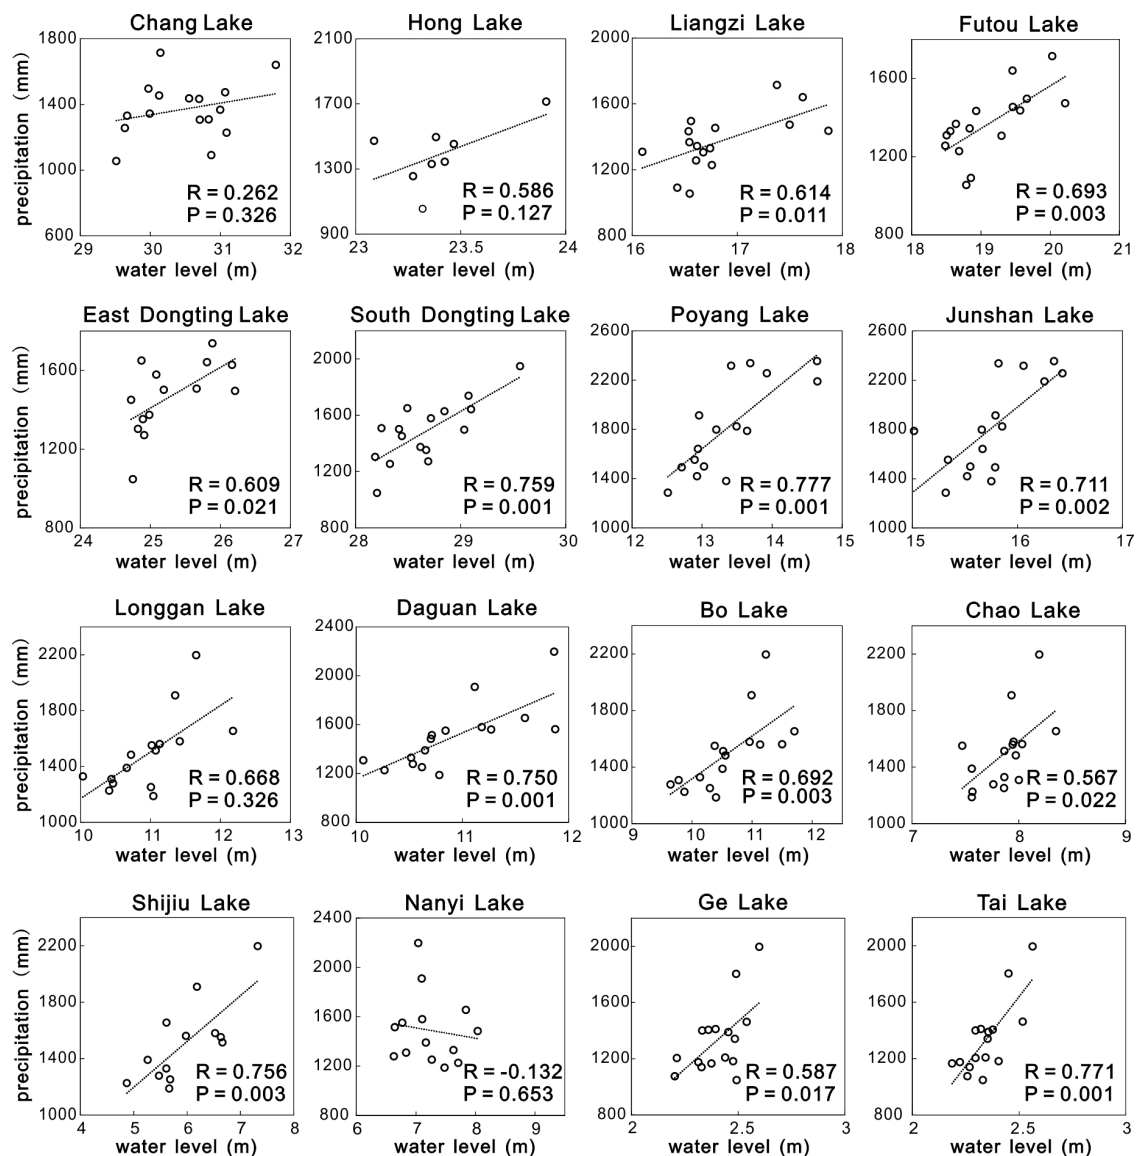 Chang Lake
Hong Lake
Liangzi Lake
Futou Lake
precipitation (mm)
1800
1400
1000
600
29
30
31
32
water level (m)
R = 0.262
P = 0.326
2100
1700
1300
900
23
23.5
24
water level (m)
R = 0.586
P = 0.127
2000
1600
1200
800
16
17
18
water level (m)
R = 0.614
P = 0.011
1600
1200
800
18
19
20
21
water level (m)
R = 0.693
P = 0.003
East Dongting Lake
South Dongting Lake
Poyang Lake
Junshan Lake
precipitation (mm)
1600
1200
800
24
25
26
27
water level (m)
R = 0.609
P = 0.021
2000
1600
1200
800
28
29
30
water level (m)
R = 0.759
P = 0.001
2600
2200
1800
1400
1000
12
13
14
15
water level (m)
R = 0.777
P = 0.001
2600
2200
1800
1400
1000
15
16
17
water level (m)
R = 0.711
P = 0.002
Longgan Lake
Daguan Lake
Bo Lake
Chao Lake
precipitation (mm)
2200
1800
1400
1000
10
11
12
13
water level (m)
R = 0.668
P = 0.326
2400
2000
1600
1200
800
10
11
12
water level (m)
R = 0.750
P = 0.001
2200
1800
1400
1000
9
10
11
12
water level (m)
R = 0.692
P = 0.003
2200
1800
1400
1000
7
8
9
water level (m)
R = 0.567
P = 0.022
Shijiu Lake
Nanyi Lake
Ge Lake
Tai Lake
precipitation (mm)
2200
1800
1400
1000
4
5
6
7
8
water level (m)
R = 0.756
P = 0.003
2400
2000
1600
1200
800
6
7
8
9
water level (m)
R = -0.132
P = 0.653
2000
1600
1200
800
2
2.5
3
water level (m)
R = 0.587
P = 0.017
2000
1600
1200
800
2
2.5
3
water level (m)
R = 0.771
P = 0.001